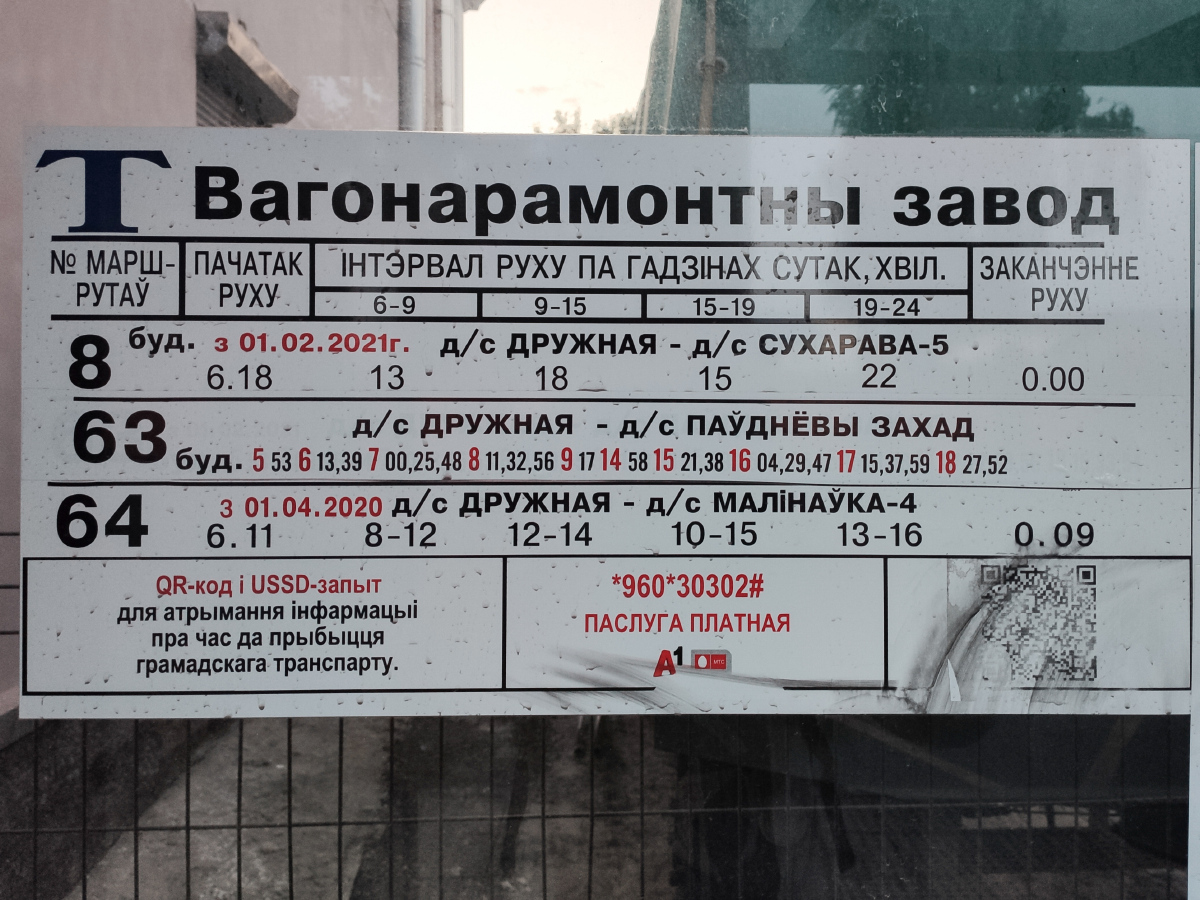 Т Вагонарамонтны завод
№ МАРШ-РУТАЎ ПАЧАТАК РУХУ ІНТЭРВАЛ РУХУ ПА ГАДЗІНАХ СУТАК,ХВІЛ. ЗАКАНЧЭННЕ РУХУ
6-9 9-15 15-19 19-24
8 буд. з 01.02.2021г. д/с ДРУЖНАЯ - д/с СУХАРАВА-5
6.18 13 18 15 22 0.00
63 д/с ДРУЖНАЯ - д/с ПАЎДНЁВЫ ЗАХАД
буд. 5 53 6 13,39 7 00,25,48 8 11,32,56 9 17 14 58 15 21,38 16 04,29,47 17 15,37,59 18 27,52
64 з 01.04.2020 д/с ДРУЖНАЯ - д/с МАЛіНАЎКА-4
6.11 8-12 12-14 10-15 13-16 0.09
QR-код і USSD-запыт
для атрымання інфармацыі
пра час да прыбыцця
грамадскага транспарту.
*960*30302#
ПАСЛУГА ПЛАТНАЯ
А1 МТС